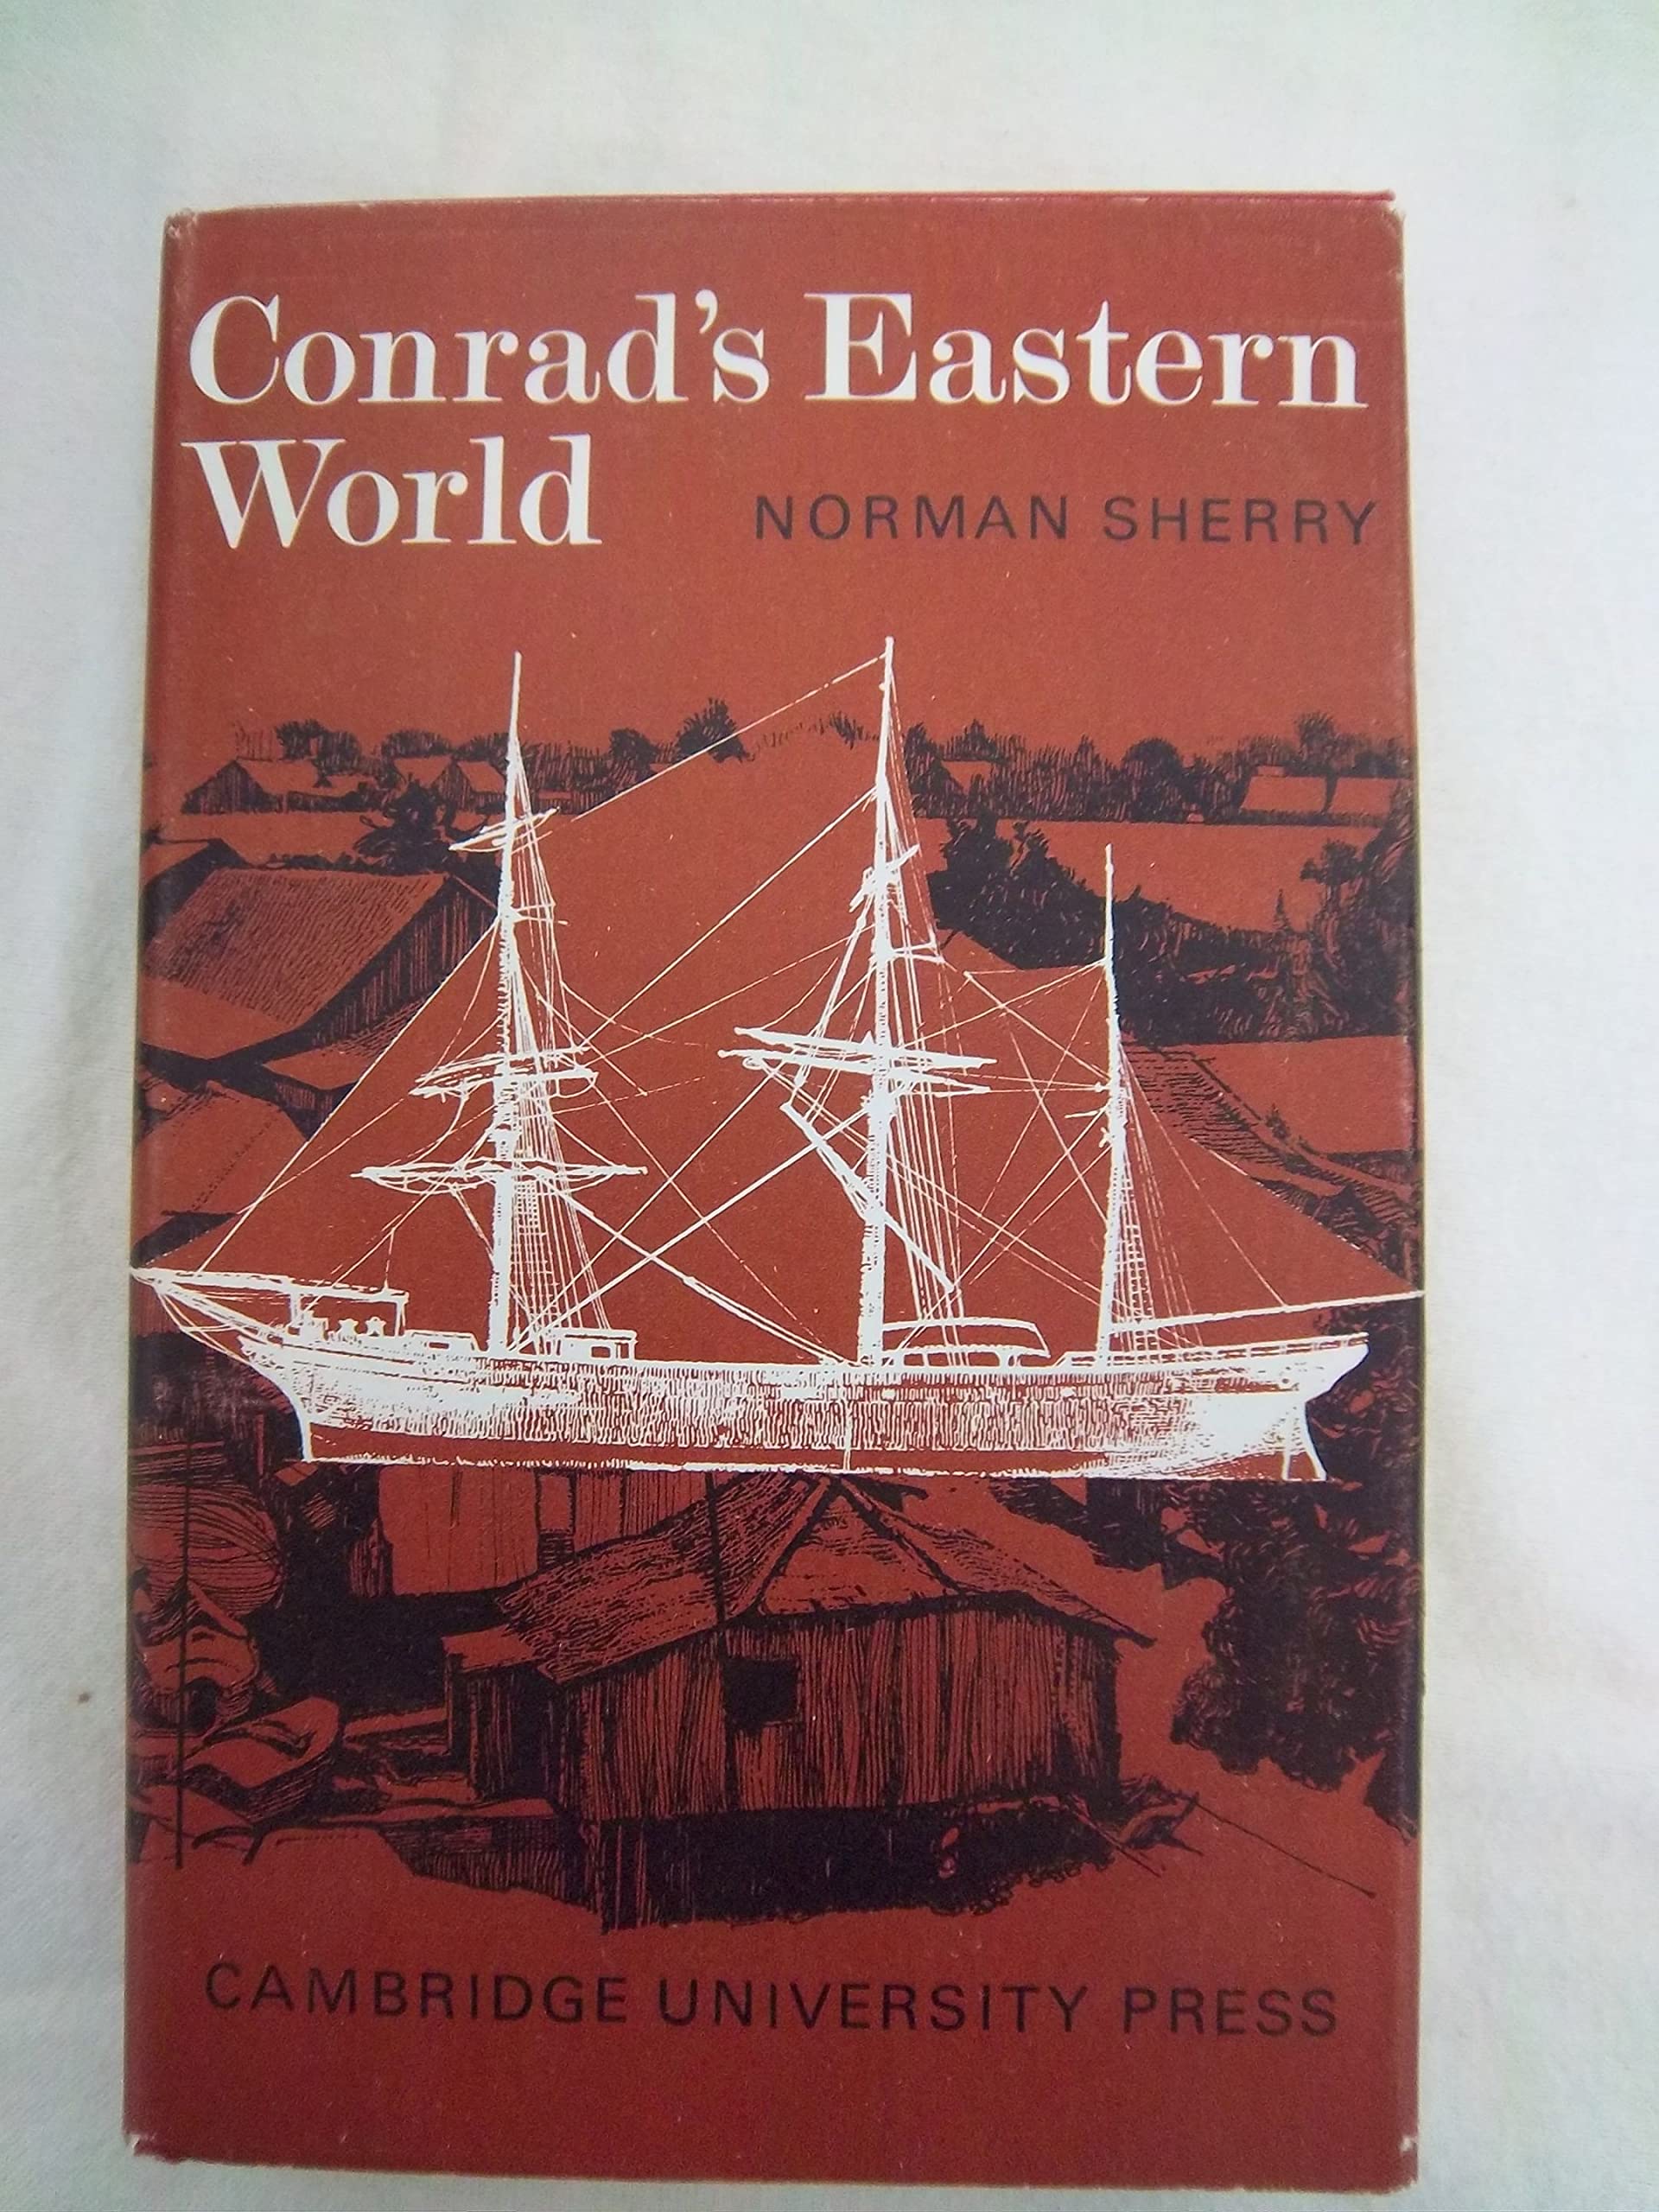 Conrad's Eastern
World
NORMAN SHERRY
CAMBRIDGE UNIVERSITY PRESS